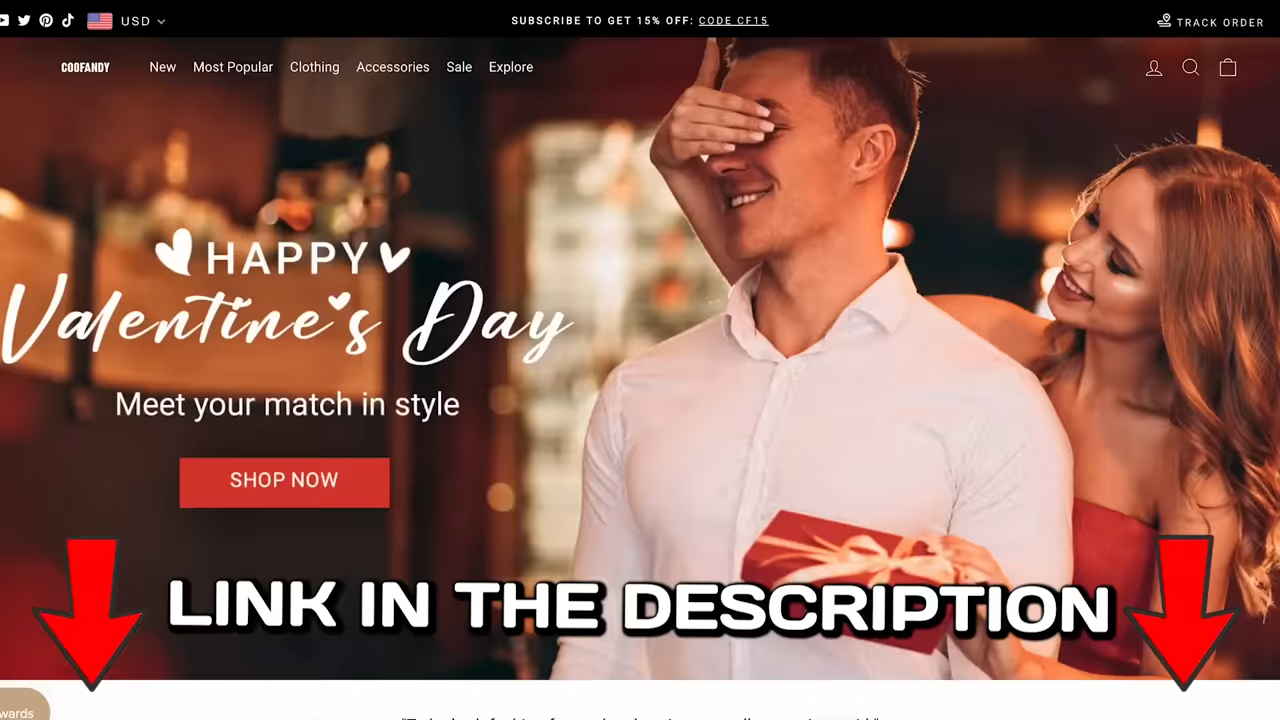 USD
SUBSCRIBE TO GET 15% OFF: CODE CF15
TRACK ORDER
COOFANDY
New Most Popular Clothing Accessories Sale Explore
HAPPY
Valentine's Day
Meet your match in style
SHOP NOW
LINK IN THE DESCRIPTION
wards